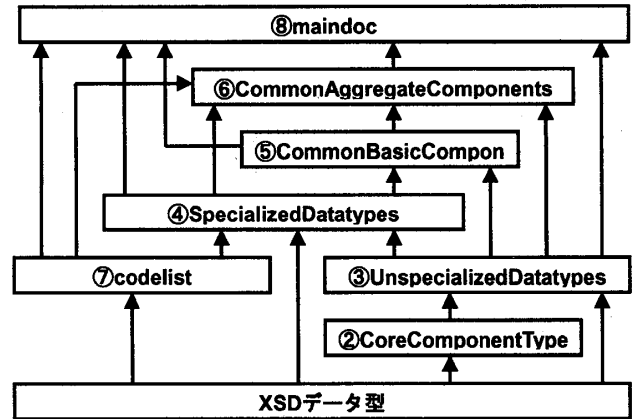 ⑧maindoc
⑥CommonAggregateComponents
⑤CommonBasicCompon
④SpecializedDatatypes
⑦codelist
③UnspecializedDatatypes
②CoreComponentType
XSDデータ型